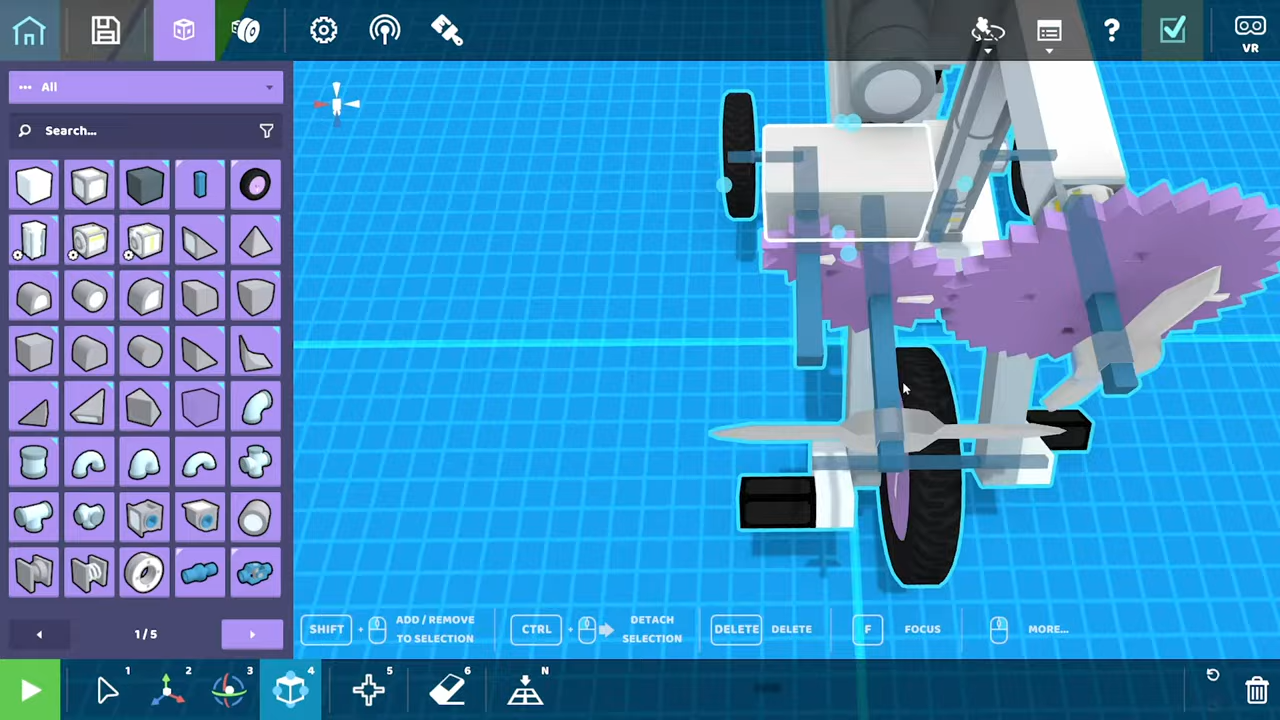 VR
All
Search...
1/5
SHIFT + ADD / REMOVE
TO SELECTION
CTRL + DETACH
SELECTION
DELETE DELETE
F FOCUS
MORE...
1
2
3
4
5
6
N